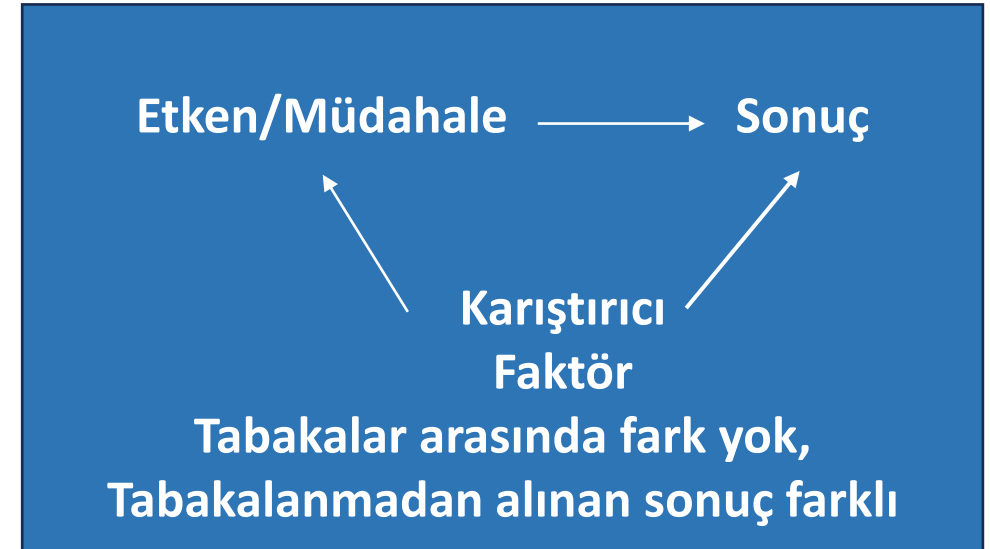 Etken/Müdahale Sonuç
Karıştırıcı
Faktör
Tabakalar arasında fark yok,
Tabakalanmadan alınan sonuç farklı